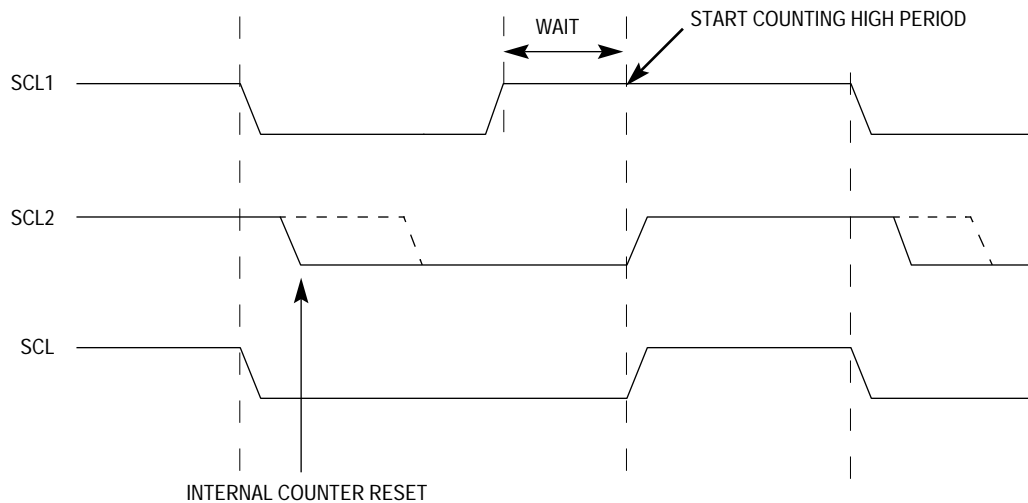 START COUNTING HIGH PERIOD
WAIT
SCL1
SCL2
SCL
INTERNAL COUNTER RESET